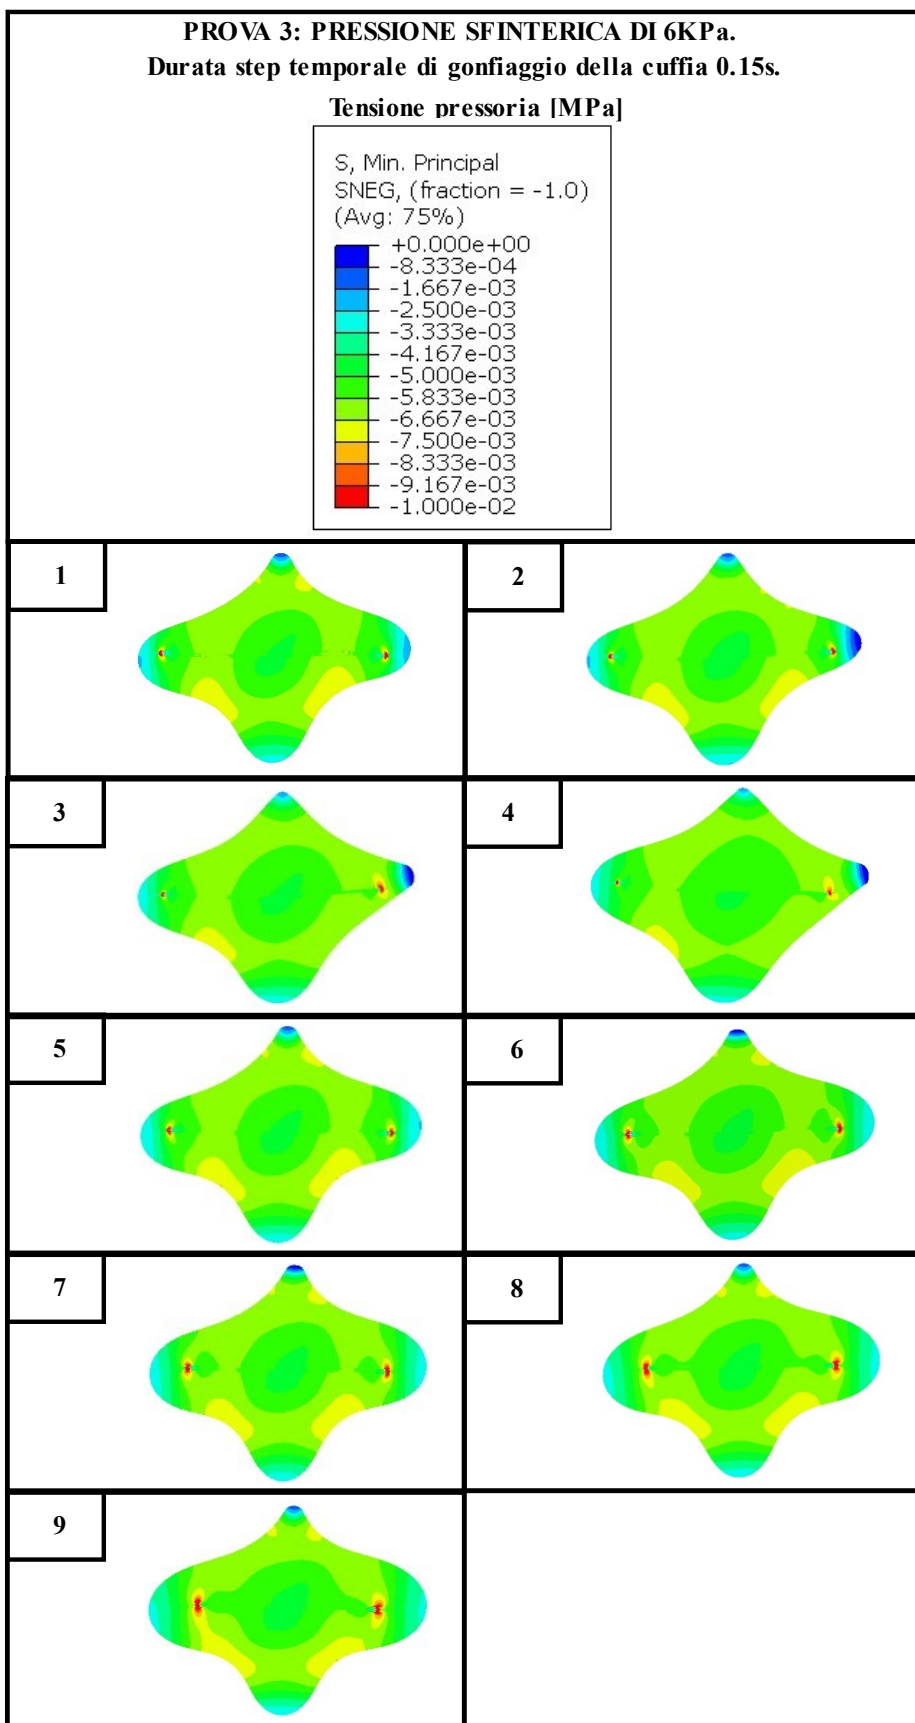 PROVA 3: PRESSIONE SFINTERICA DI 6KPa.
Durata step temporale di gonfiaggio della cuffia 0.15s.
Tensione pressoria [MPa]
S, Min. Principal
SNEG, (fraction = -1.0)
(Avg: 75%)
+0.000e+00
-8.333e-04
-1.667e-03
-2.500e-03
-3.333e-03
-4.167e-03
-5.000e-03
-5.833e-03
-6.667e-03
-7.500e-03
-8.333e-03
-9.167e-03
-1.000e-02
1
2
3
4
5
6
7
8
9